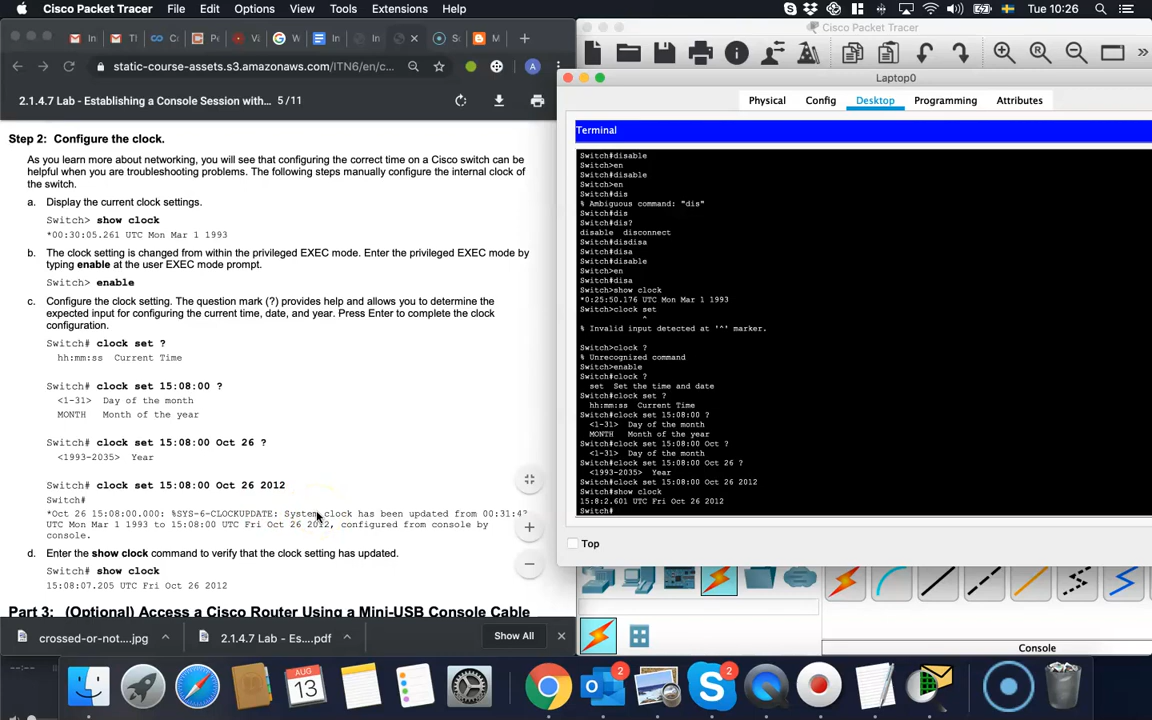 Cisco Packet Tracer File Edit Options View Tools Extensions Help Tue 10:26
In
In
W
In
In
M
static-course-assets.s3.amazonaws.com/ITN6/en/c...
A
2.1.4.7 Lab - Establishing a Console Session with... 5/11
Step 2: Configure the clock.
As you learn more about networking, you will see that configuring the correct time on a Cisco switch can be
helpful when you are troubleshooting problems. The following steps manually configure the internal clock of
the switch.
a. Display the current clock settings.
Switch> show clock
*00:30:05.261 UTC Mon Mar 1 1993
b. The clock setting is changed from within the privileged EXEC mode. Enter the privileged EXEC mode by
typing enable at the user EXEC mode prompt.
Switch> enable
c. Configure the clock setting. The question mark (?) provides help and allows you to determine the
expected input for configuring the current time, date, and year. Press Enter to complete the clock
configuration.
Switch# clock set ?
hh:mm:ss Current Time
Switch# clock set 15:08:00 ?
<1-31> Day of the month
MONTH Month of the year
Switch# clock set 15:08:00 Oct 26 ?
<1993-2035> Year
Switch# clock set 15:08:00 Oct 26 2012
Switch#
*Oct 26 15:08:00.000: %SYS-6-CLOCKUPDATE: System clock has been updated from 00:31:43
UTC Mon Mar 1 1993 to 15:08:00 UTC Fri Oct 26 2012, configured from console by
console.
d. Enter the show clock command to verify that the clock setting has updated.
Switch# show clock
15:08:07.205 UTC Fri Oct 26 2012
Part 3: (Optional) Access a Cisco Router Using a Mini-USB Console Cable
crossed-or-not....jpg
2.1.4.7 Lab - Es....pdf
Show All
Cisco Packet Tracer
Laptop0
Physical Config Desktop Programming Attributes
Terminal
Switch#disable
Switch>en
Switch#disable
Switch>en
Switch#dis
% Ambiguous command: "dis"
Switch#dis
Switch#dis?
disable disconnect
Switch#disdisa
Switch#disa
Switch#disable
Switch>en
Switch#disa
Switch>show clock
*0:25:50.176 UTC Mon Mar 1 1993
Switch>clock set
^
% Invalid input detected at '^' marker.
Switch>clock ?
% Unrecognized command
Switch>enable
Switch#clock ?
set Set the time and date
Switch#clock set ?
hh:mm:ss Current Time
Switch#clock set 15:08:00 ?
<1-31> Day of the month
MONTH Month of the year
Switch#clock set 15:08:00 Oct ?
<1-31> Day of the month
Switch#clock set 15:08:00 Oct 26 ?
<1993-2035> Year
Switch#clock set 15:08:00 Oct 26 2012
Switch#show clock
15:8:2.601 UTC Fri Oct 26 2012
Switch#
Top
Console
AUG
13
2
2